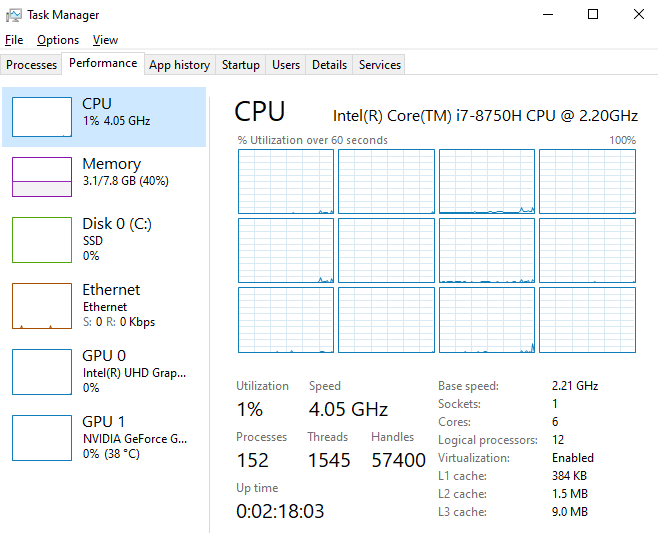 Task Manager
File Options View
Processes Performance App history Startup Users Details Services
CPU
1% 4.05 GHz
Memory
3.1/7.8 GB (40%)
Disk 0 (C:)
SSD
0%
Ethernet
Ethernet
S: 0 R: 0 Kbps
GPU 0
Intel(R) UHD Grap...
0%
GPU 1
NVIDIA GeForce G...
0% (38 °C)
CPU Intel(R) Core(TM) i7-8750H CPU @ 2.20GHz
% Utilization over 60 seconds 100%
Utilization Speed
1% 4.05 GHz
Processes Threads Handles
152 1545 57400
Up time
0:02:18:03
Base speed: 2.21 GHz
Sockets: 1
Cores: 6
Logical processors: 12
Virtualization: Enabled
L1 cache: 384 KB
L2 cache: 1.5 MB
L3 cache: 9.0 MB